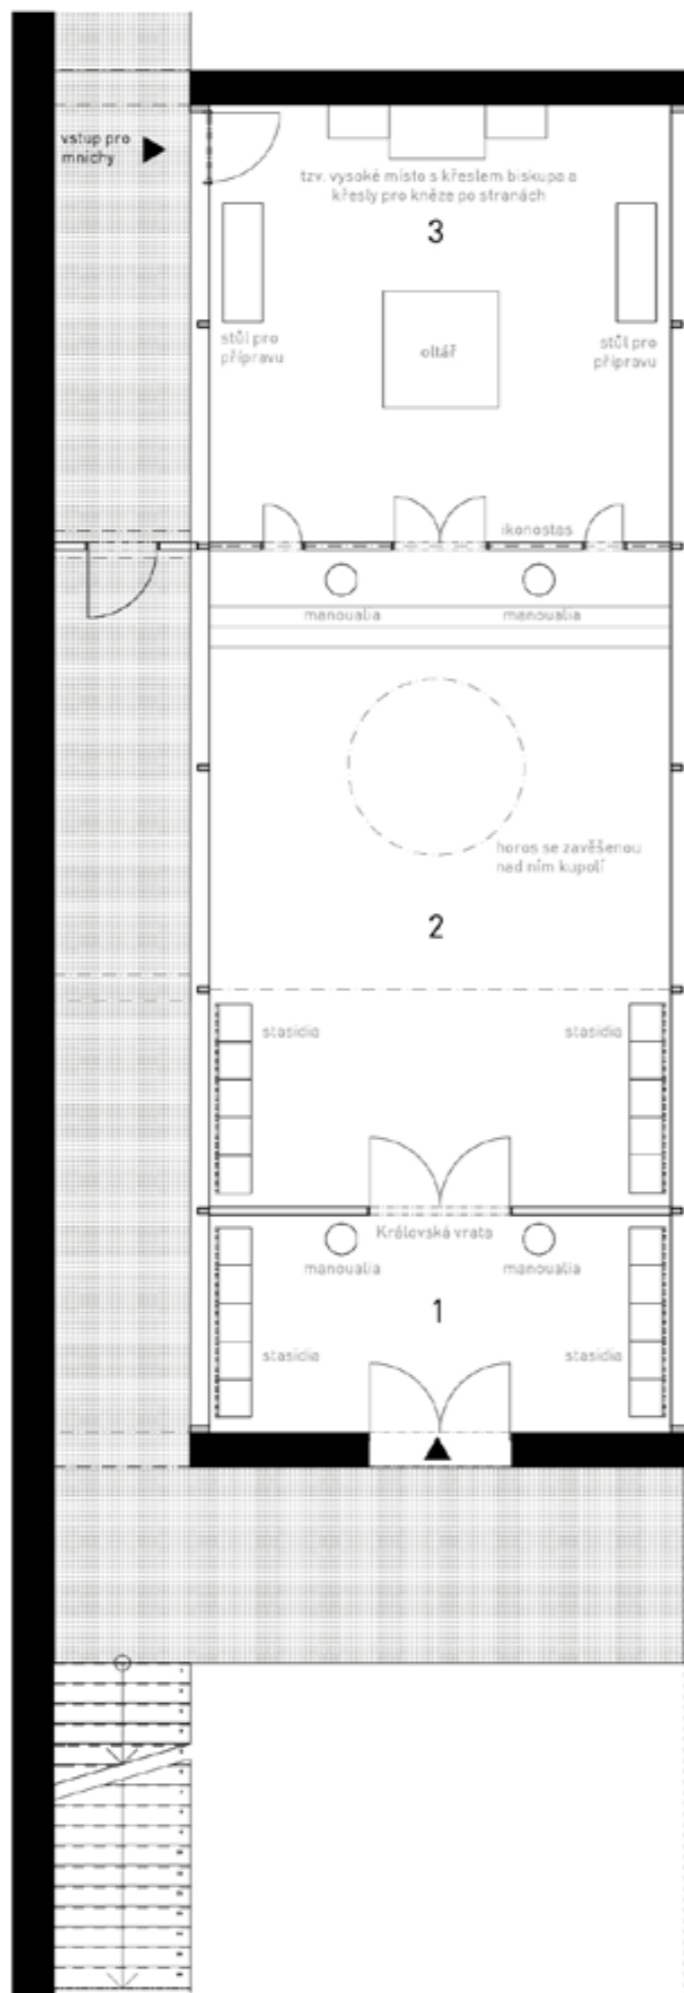 vstup pro
mnichy
tzv. vysoké místo s křeslem biskupa a
křesly pro kněze po stranách
3
stůl pro
přípravu
oltář
stůl pro
přípravu
ikonostas
manoualia
manoualia
horos se zavěšenou
nad ním kupolí
2
stasidia
stasidia
Královská vrata
manoualia
manoualia
1
stasidia
stasidia